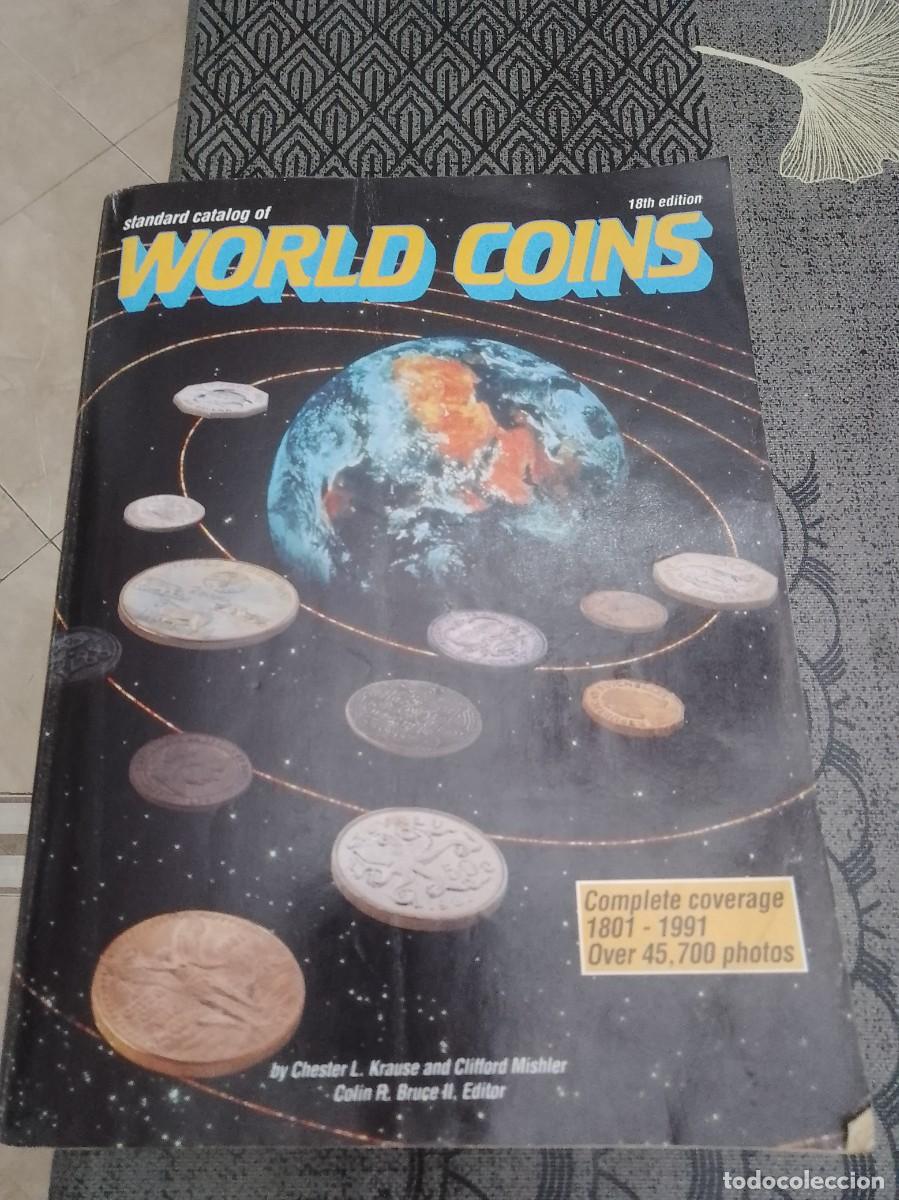 standard catalog of
18th edition
WORLD COINS
Complete coverage
1801 - 1991
Over 45,700 photos
by Chester L. Krause and Clifford Mishler
Colin R. Bruce II, Editor
todocoleccion